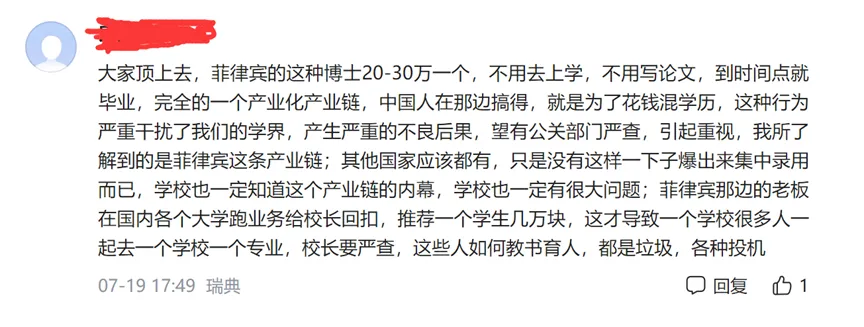 大家顶上去，菲律宾的这种博士20-30万一个，不用去上学，不用写论文，到时间点就
毕业，完全的一个产业化产业链，中国人在那边搞得，就是为了花钱混学历，这种行为
严重干扰了我们的学界，产生严重的不良后果，望有公关部门严查，引起重视，我所了
解到的是菲律宾这条产业链；其他国家应该都有，只是没有这样一下子爆出来集中录用
而已，学校也一定知道这个产业链的内幕，学校也一定有很大问题；菲律宾那边的老板
在国内各个大学跑业务给校长回扣，推荐一个学生几万块，这才导致一个学校很多人一
起去一个学校一个专业，校长要严查，这些人如何教书育人，都是垃圾，各种投机
07-19 17:49 瑞典 回复 1